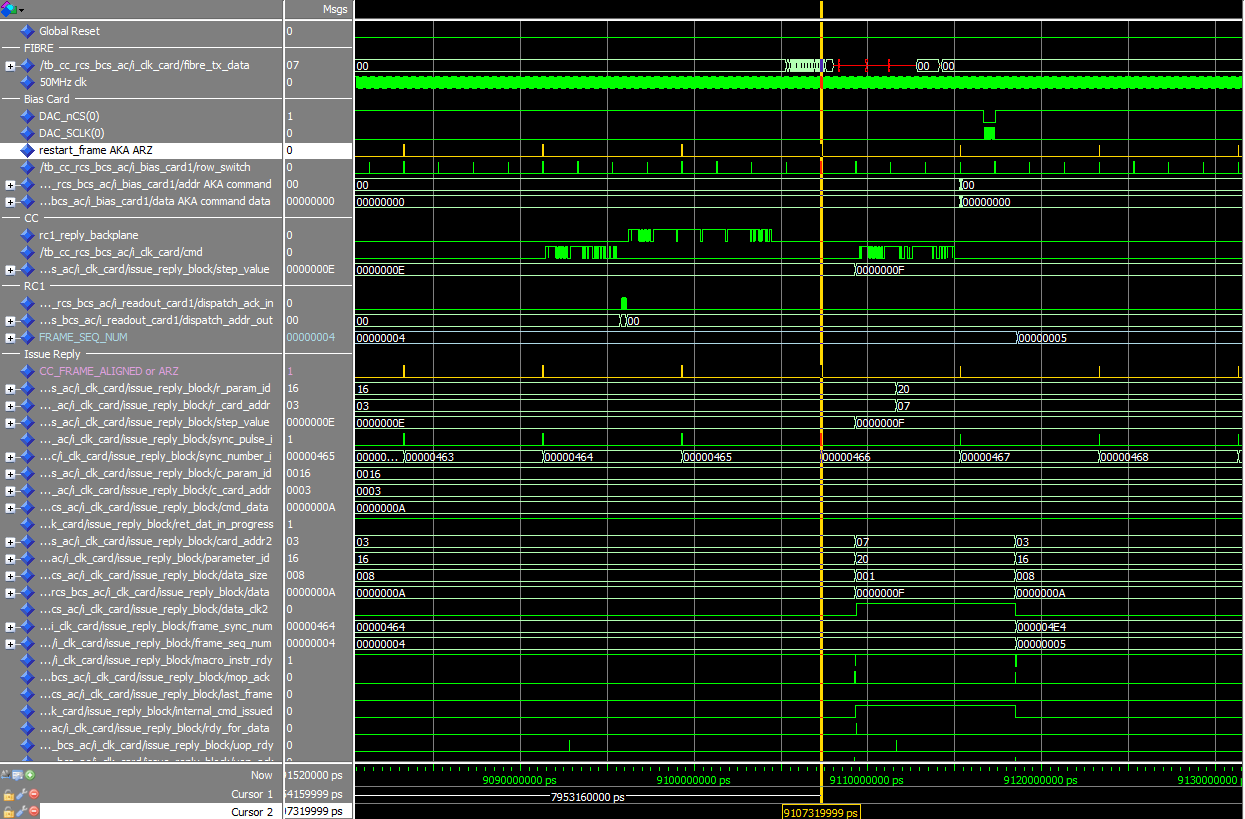 Msgs
Global Reset 0
FIBRE
/tb_cc_rcs_bcs_ac/i_clk_card/fibre_tx_data 07 00 00 00
50MHz clk 0
Bias Card
DAC_nCS(0) 1
DAC_SCLK(0) 0
restart_frame AKA ARZ 0
/tb_cc_rcs_bcs_ac/i_bias_card1/row_switch 0
..._rcs_bcs_ac/i_bias_card1/addr AKA command 00 00 00
...bcs_ac/i_bias_card1/data AKA command data 00000000 00000000 00000000
CC
rc1_reply_backplane 0
/tb_cc_rcs_bcs_ac/i_clk_card/cmd 0
...s_ac/i_clk_card/issue_reply_block/step_value 0000000E 0000000E 0000000F
RC1
..._rcs_bcs_ac/i_readout_card1/dispatch_ack_in 0
...s_bcs_ac/i_readout_card1/dispatch_addr_out 00 00 00
FRAME_SEQ_NUM 00000004 00000004 00000005
Issue Reply
CC_FRAME_ALIGNED or ARZ 1
...s_ac/i_clk_card/issue_reply_block/r_param_id 16 16 20
..._ac/i_clk_card/issue_reply_block/r_card_addr 03 03 07
...s_ac/i_clk_card/issue_reply_block/step_value 0000000E 0000000E 0000000F
..._ac/i_clk_card/issue_reply_block/sync_pulse_i 1
...c/i_clk_card/issue_reply_block/sync_number_i 00000465 00000... 00000463 00000464 00000465 00000466 00000467 00000468
...s_ac/i_clk_card/issue_reply_block/c_param_id 0016 0016
..._ac/i_clk_card/issue_reply_block/c_card_addr 0003 0003
...cs_ac/i_clk_card/issue_reply_block/cmd_data 0000000A 0000000A
...k_card/issue_reply_block/ret_dat_in_progress 1
...s_ac/i_clk_card/issue_reply_block/card_addr2 03 03 07 03
...ac/i_clk_card/issue_reply_block/parameter_id 16 16 20 16
...cs_ac/i_clk_card/issue_reply_block/data_size 008 008 001 008
...rcs_bcs_ac/i_clk_card/issue_reply_block/data 0000000A 0000000A 0000000F 0000000A
...cs_ac/i_clk_card/issue_reply_block/data_clk2 0
...i_clk_card/issue_reply_block/frame_sync_num 00000464 00000464 000004E4
.../i_clk_card/issue_reply_block/frame_seq_num 00000004 00000004 00000005
.../i_clk_card/issue_reply_block/macro_instr_rdy 1
...bcs_ac/i_clk_card/issue_reply_block/mop_ack 0
...cs_ac/i_clk_card/issue_reply_block/last_frame 0
...k_card/issue_reply_block/internal_cmd_issued 0
...ac/i_clk_card/issue_reply_block/rdy_for_data 0
..._bcs_ac/i_clk_card/issue_reply_block/uop_rdy 0
Now 91520000 ps 9090000000 ps 9100000000 ps 9110000000 ps 9120000000 ps 9130000000
Cursor 1 54159999 ps 7953160000 ps
Cursor 2 07319999 ps 9107319999 ps